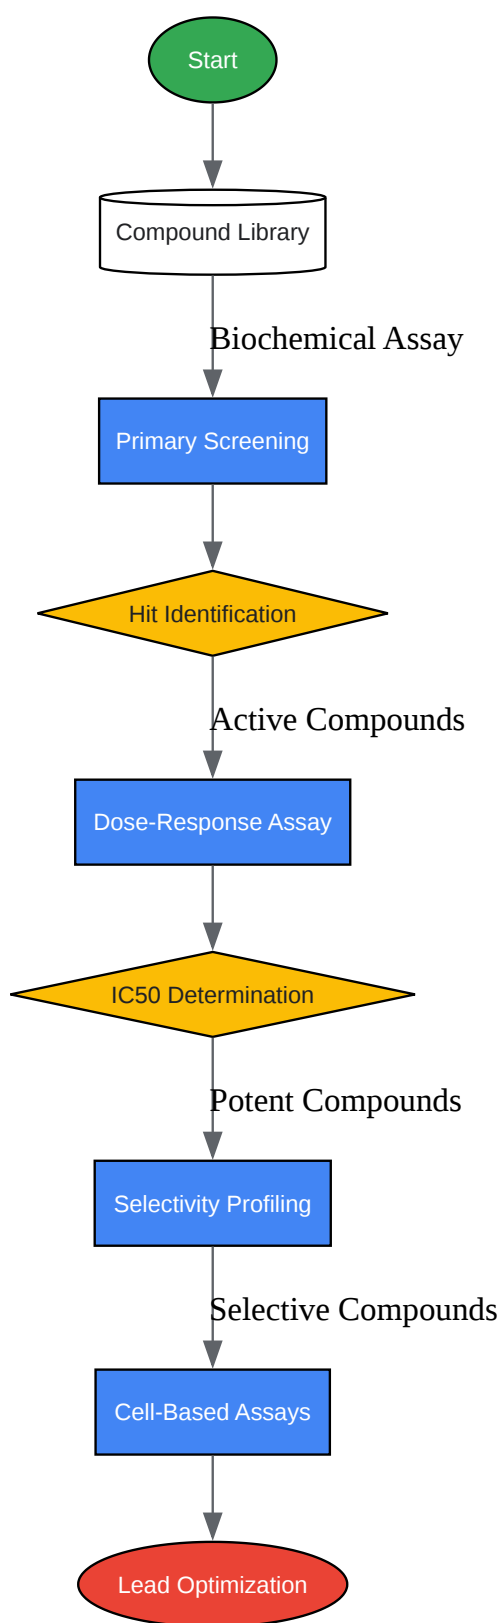 Start
Compound Library
Biochemical Assay
Primary Screening
Hit Identification
Active Compounds
Dose-Response Assay
IC50 Determination
Potent Compounds
Selectivity Profiling
Selective Compounds
Cell-Based Assays
Lead Optimization